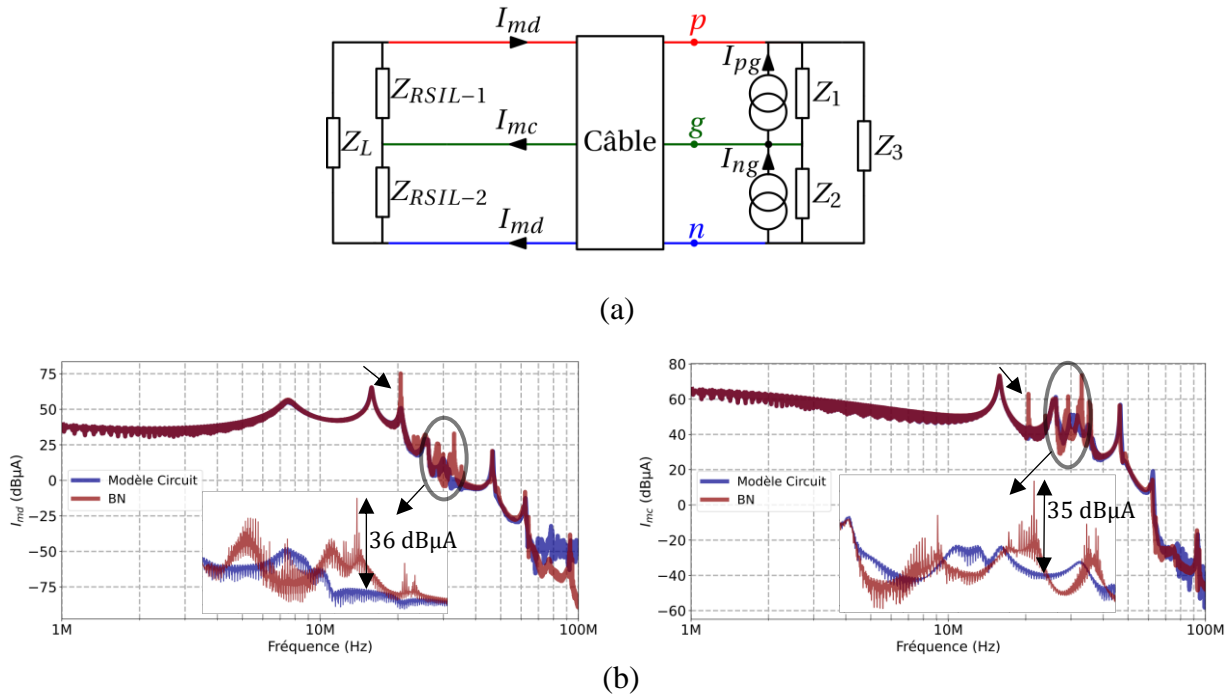 I_md
p
I_pg
Z_RSIL−1
Z_1
I_mc
g
Z_L
Câble
Z_3
I_ng
Z_RSIL−2
Z_2
I_md
n
(a)
I_md (dBµA)
75
50
25
0
−25
−50
−75
Modèle Circuit
BN
36 dBµA
1M
10M
100M
Fréquence (Hz)
I_mc (dBµA)
80
60
40
20
0
−20
−40
−60
Modèle Circuit
BN
35 dBµA
1M
10M
100M
Fréquence (Hz)
(b)